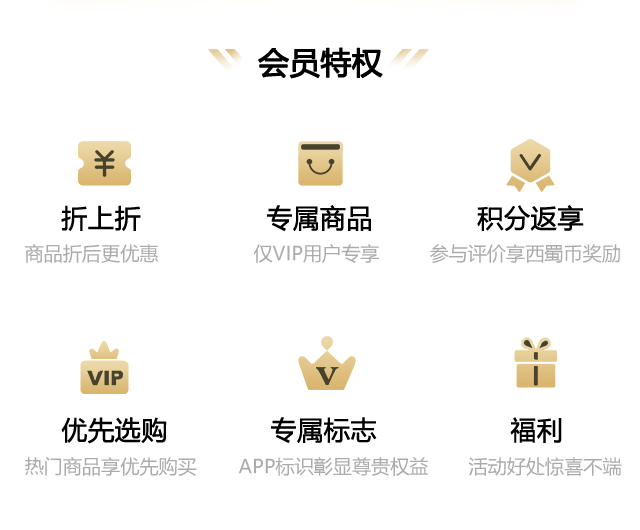 会员特权
¥
V
折上折
专属商品
积分返享
商品折后更优惠
仅VIP用户专享
参与评价享西蜀币奖励
VIP
V
优先选购
专属标志
福利
热门商品享优先购买
APP标识彰显尊贵权益
活动好处惊喜不端